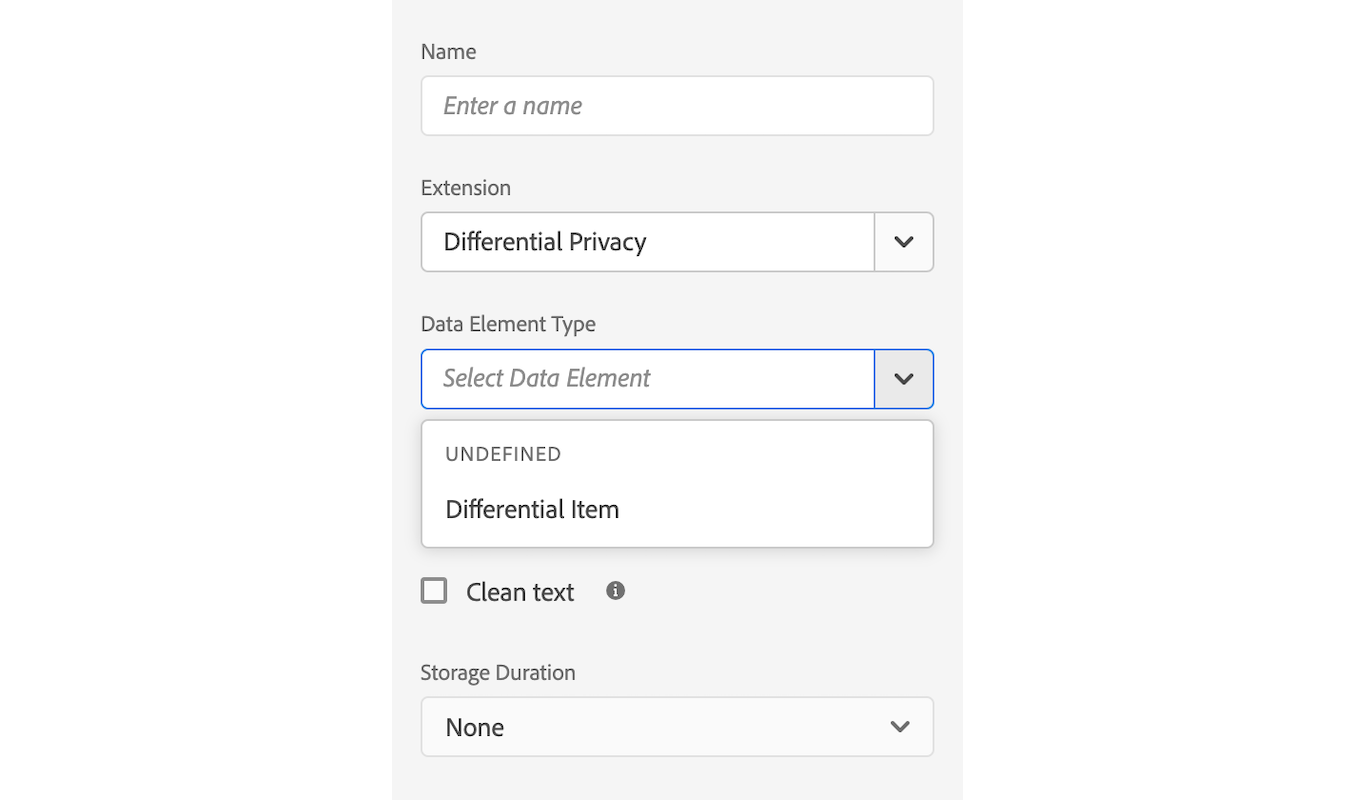 Name
Enter a name
Extension
Differential Privacy
Data Element Type
Select Data Element
UNDEFINED
Differential Item
Clean text
Storage Duration
None